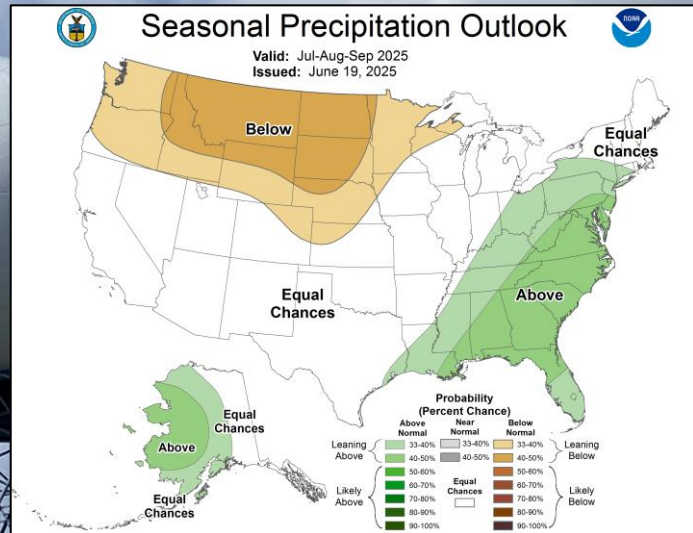 Seasonal Precipitation Outlook
NOAA
Valid: Jul-Aug-Sep 2025
Issued: June 19, 2025
Below
Equal
Chances
Equal
Chances
Above
Equal
Chances
Above
Equal
Chances
Probability
(Percent Chance)
Above
Normal
Near
Normal
Below
Normal
Leaning
Above
33-40%
40-50%
33-40%
40-50%
33-40%
40-50%
Leaning
Below
Likely
Above
50-60%
60-70%
70-80%
80-90%
90-100%
Equal
Chances
50-60%
60-70%
70-80%
80-90%
90-100%
Likely
Below